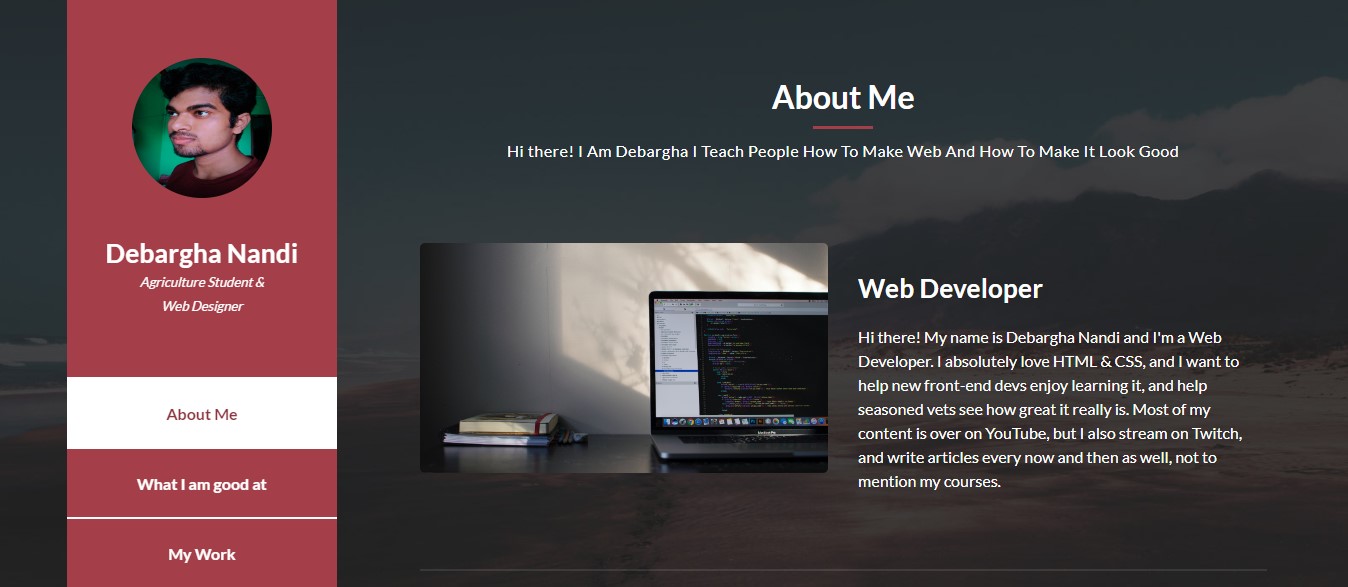 Debargha Nandi
Agriculture Student &
Web Designer
About Me
What I am good at
My Work
About Me
Hi there! I Am Debargha I Teach People How To Make Web And How To Make It Look Good
Web Developer
Hi there! My name is Debargha Nandi and I'm a Web
Developer. I absolutely love HTML & CSS, and I want to
help new front-end devs enjoy learning it, and help
seasoned vets see how great it really is. Most of my
content is over on YouTube, but I also stream on Twitch,
and write articles every now and then as well, not to
mention my courses.